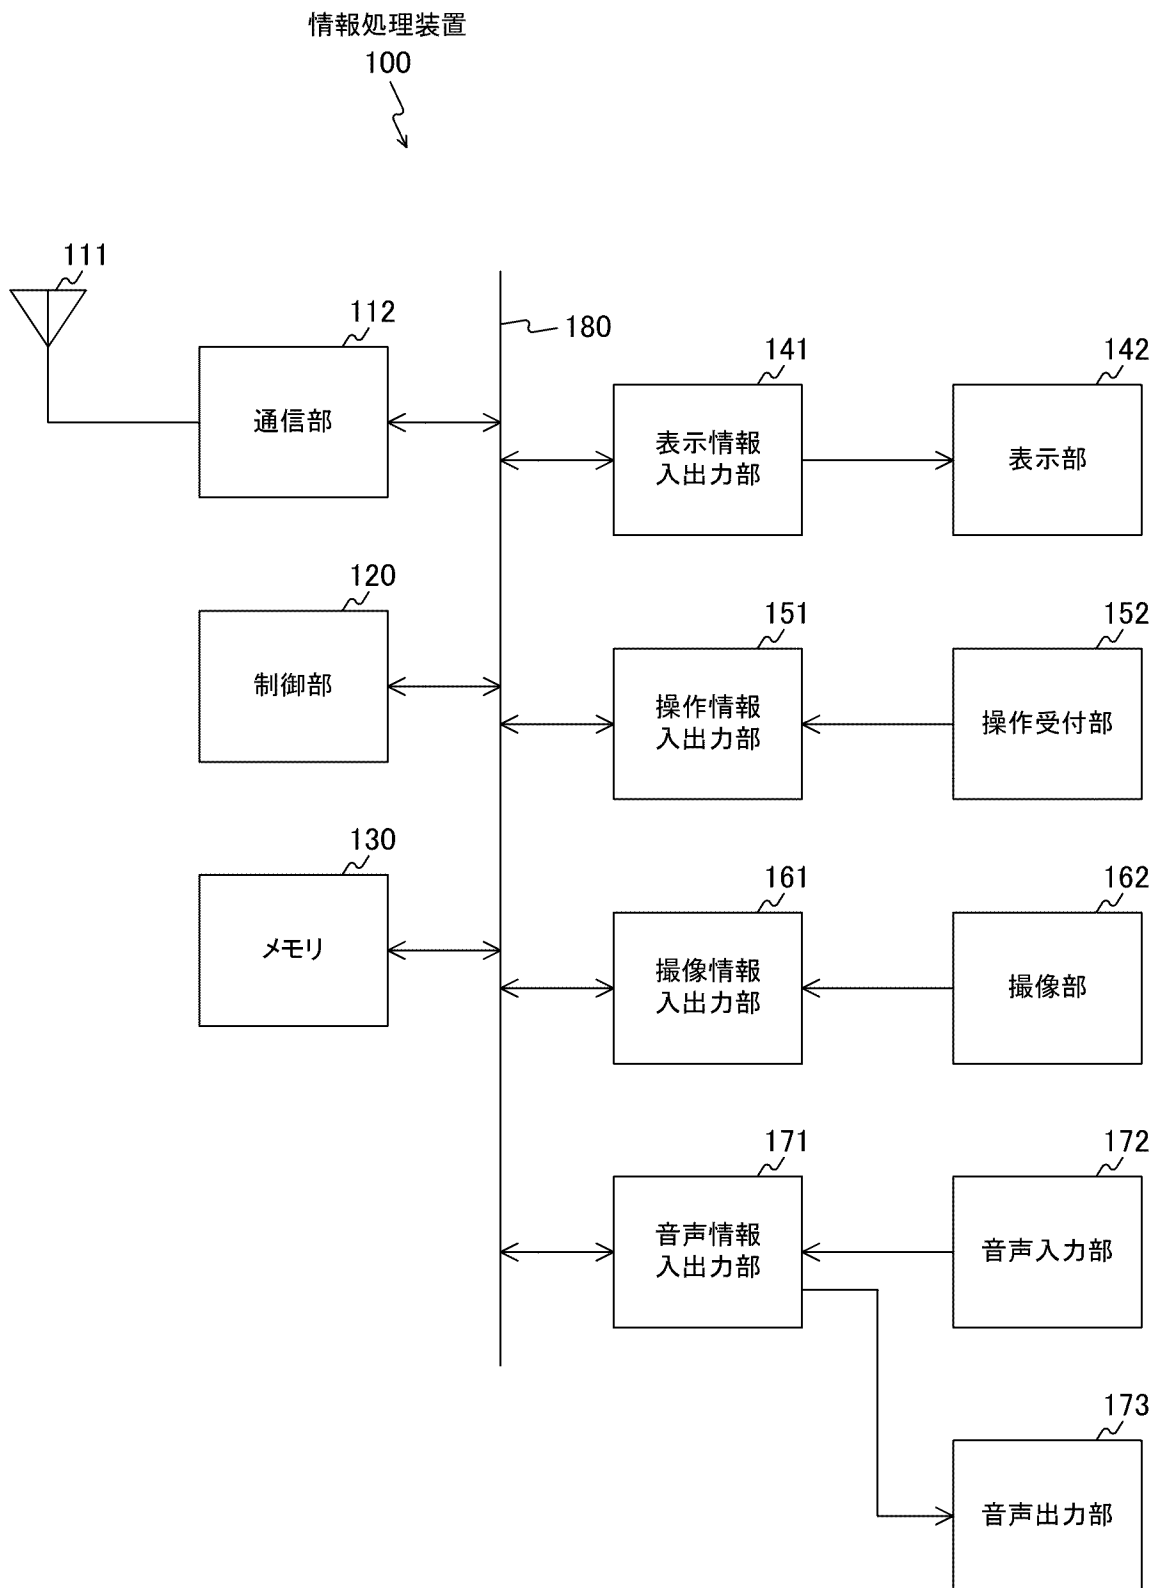 情報処理装置
100
111
112
通信部
180
141
表示情報
入出力部
142
表示部
120
制御部
151
操作情報
入出力部
152
操作受付部
130
メモリ
161
撮像情報
入出力部
162
撮像部
171
音声情報
入出力部
172
音声入力部
173
音声出力部